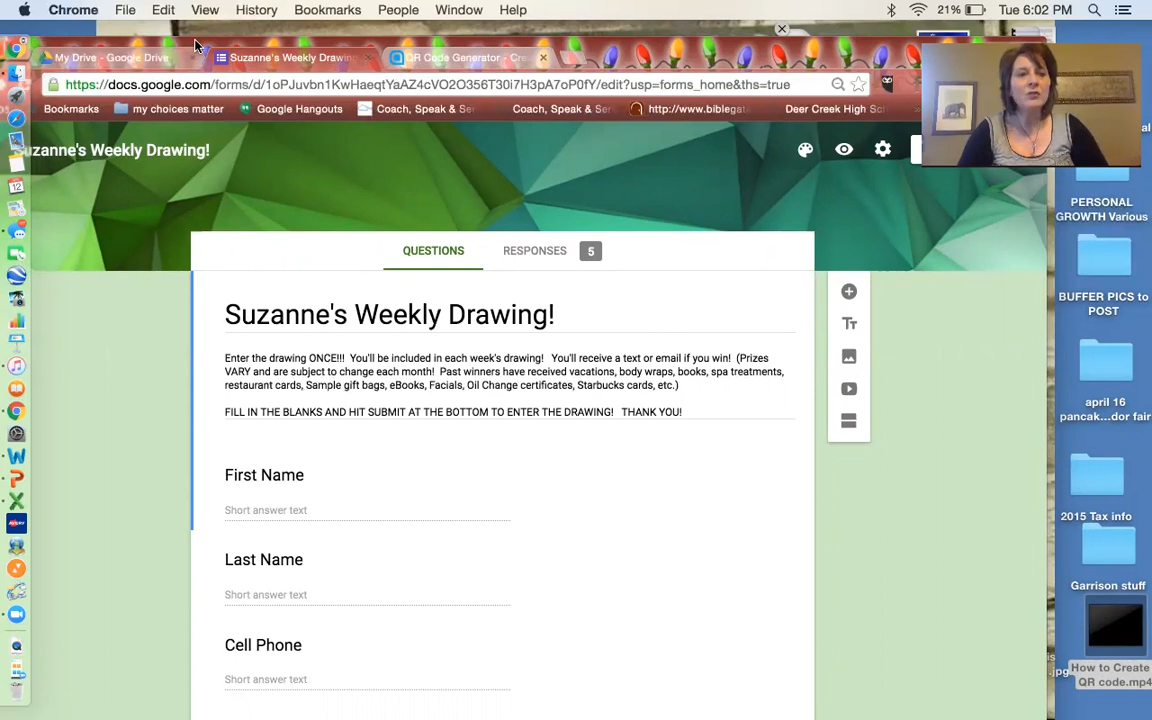 Chrome File Edit View History Bookmarks People Window Help 21% Tue 6:02 PM
My Drive - Google Drive Suzanne's Weekly Drawin QR Code Generator - Cre
https://docs.google.com/forms/d/1oPJuvbn1KwHaeqtYaAZ4cVO2O356T30i7H3pA7oP0fY/edit?usp=forms_home&ths=true
Bookmarks my choices matter Google Hangouts Coach, Speak & Se Coach, Speak & Se http://www.biblega Deer Creek High Sc
uzanne's Weekly Drawing!
QUESTIONS RESPONSES 5
Suzanne's Weekly Drawing!
Enter the drawing ONCE!!! You'll be included in each week's drawing! You'll receive a text or email if you win! (Prizes
VARY and are subject to change each month! Past winners have received vacations, body wraps, books, spa treatments,
restaurant cards, Sample gift bags, eBooks, Facials, Oil Change certificates, Starbucks cards, etc.)
FILL IN THE BLANKS AND HIT SUBMIT AT THE BOTTOM TO ENTER THE DRAWING! THANK YOU!
First Name
Short answer text
Last Name
Short answer text
Cell Phone
Short answer text
al
PERSONAL
GROWTH Various
BUFFER PICS to
POST
april 16
pancak...dor fair
2015 Tax info
Garrison stuff
is
.jpg
How to Create
QR code.mp4
12